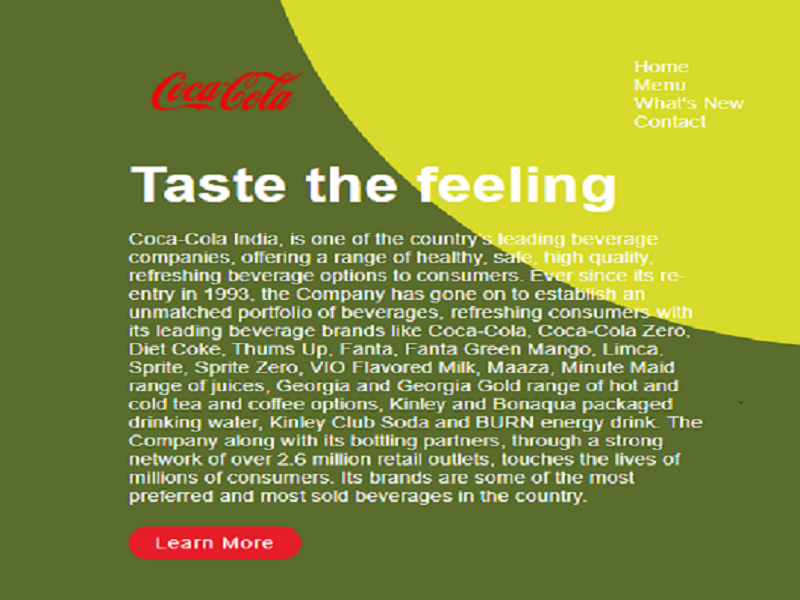 Coca-Cola
Home
Menu
What's New
Contact
Taste the feeling
Coca-Cola India, is one of the country's leading beverage
companies, offering a range of healthy, safe, high quality,
refreshing beverage options to consumers. Ever since its re-
entry in 1993, the Company has gone on to establish an
unmatched portfolio of beverages, refreshing consumers with
its leading beverage brands like Coca-Cola, Coca-Cola Zero,
Diet Coke, Thums Up, Fanta, Fanta Green Mango, Limca,
Sprite, Sprite Zero, VIO Flavored Milk, Maaza, Minute Maid
range of juices, Georgia and Georgia Gold range of hot and
cold tea and coffee options, Kinley and Bonaqua packaged
drinking water, Kinley Club Soda and BURN energy drink. The
Company along with its bottling partners, through a strong
network of over 2.6 million retail outlets, touches the lives of
millions of consumers. Its brands are some of the most
preferred and most sold beverages in the country.
Learn More